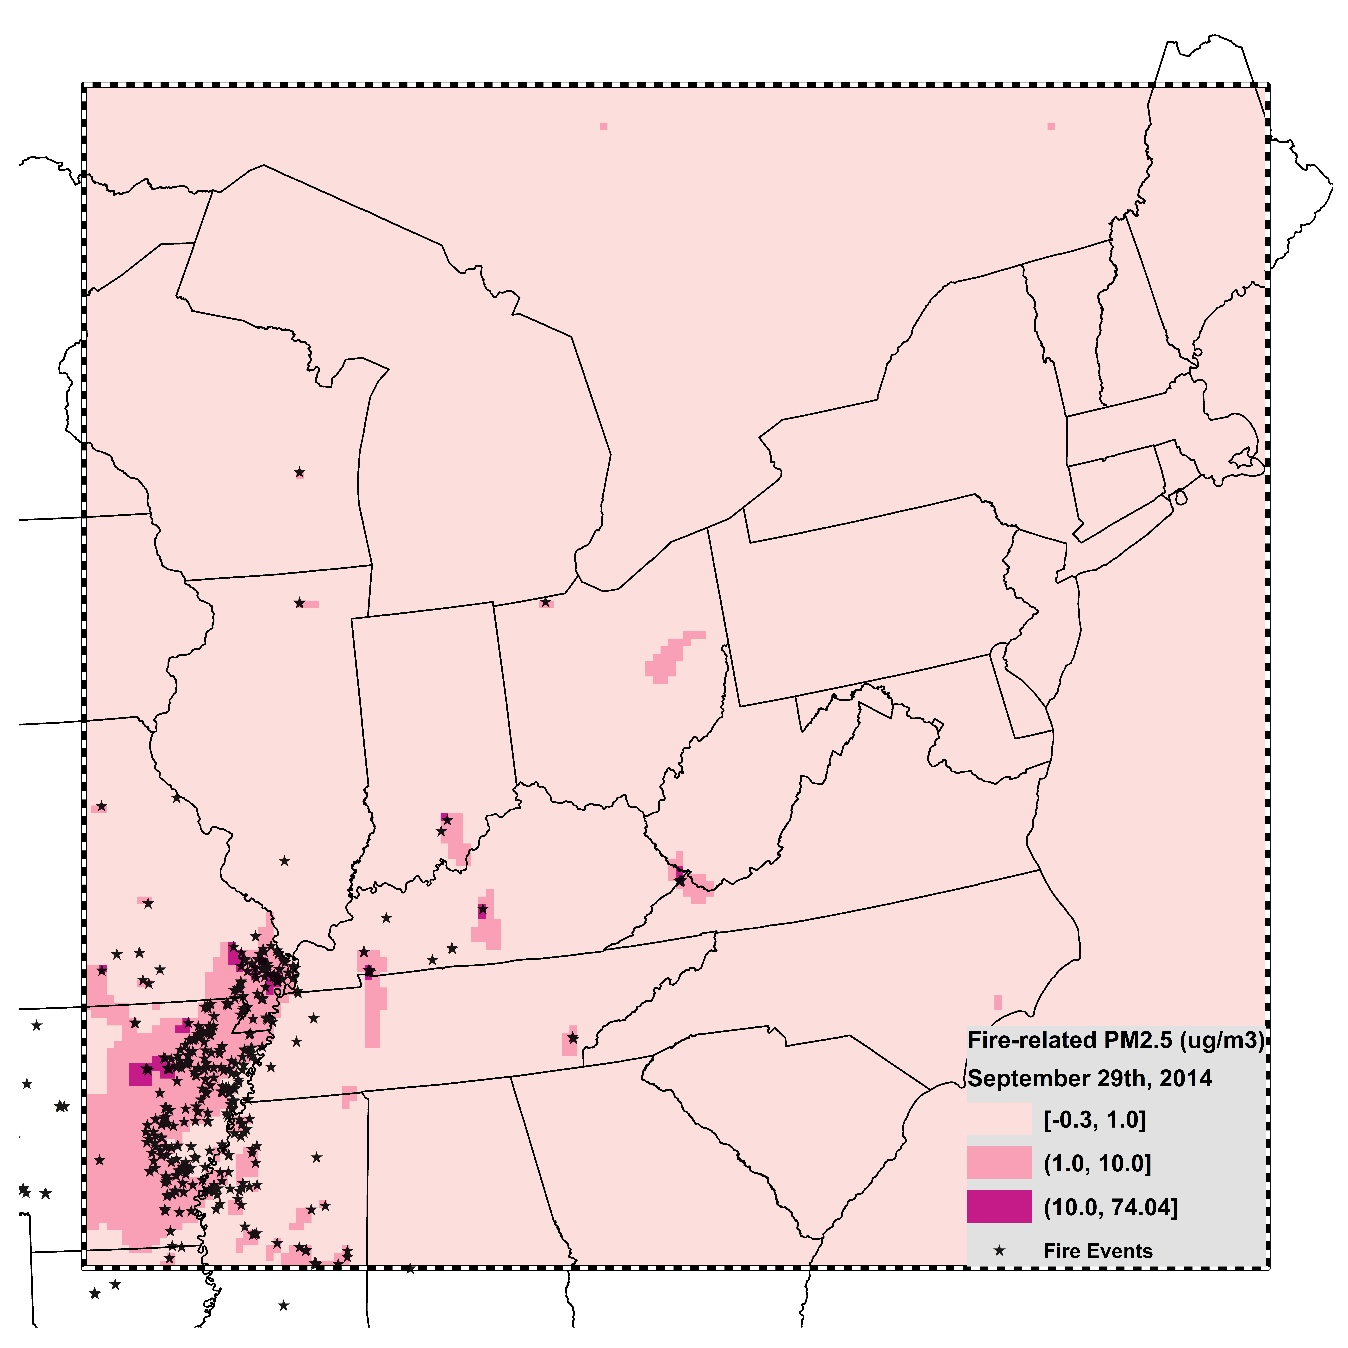 Fire-related PM2.5 (ug/m3)
September 29th, 2014
[-0.3, 1.0]
(1.0, 10.0]
(10.0, 74.04]
Fire Events